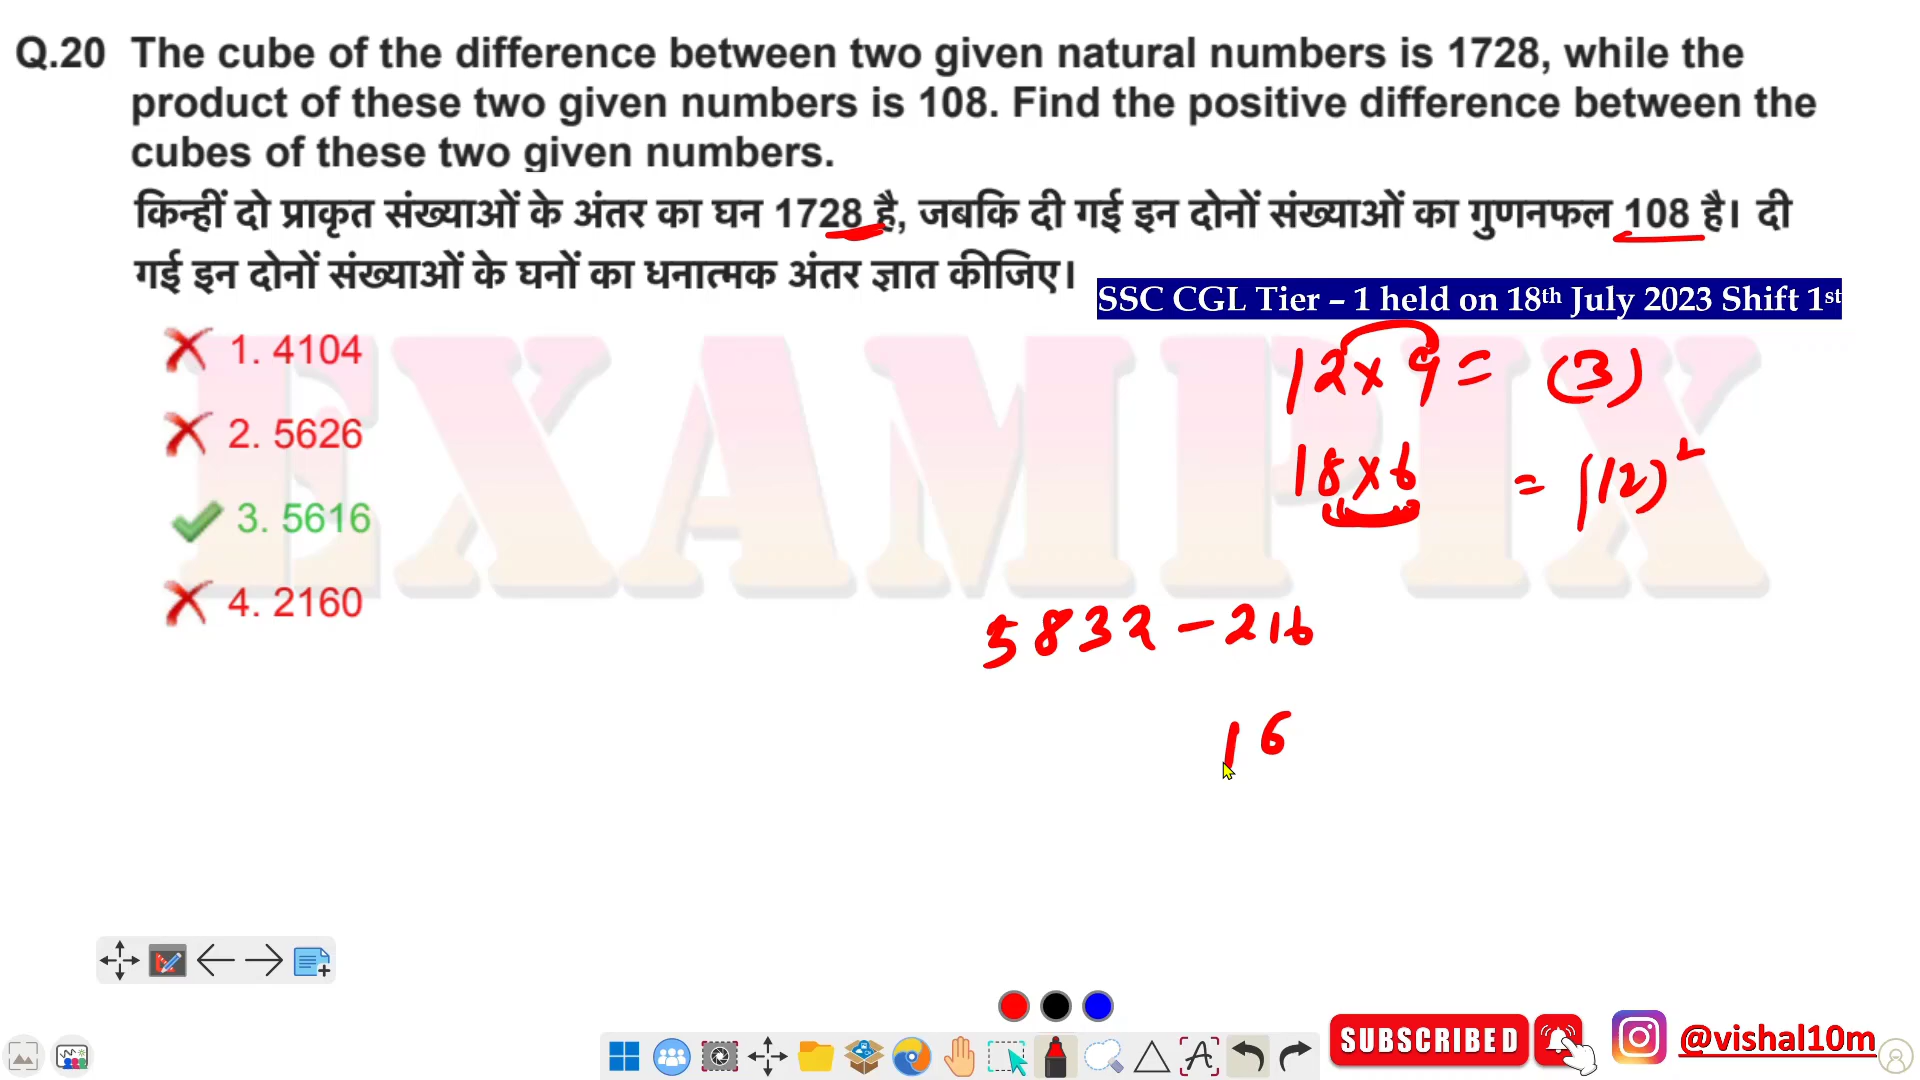 Q.20 The cube of the difference between two given natural numbers is 1728, while the
product of these two given numbers is 108. Find the positive difference between the
cubes of these two given numbers.
किन्हीं दो प्राकृत संख्याओं के अंतर का घन 1728 है, जबकि दी गई इन दोनों संख्याओं का गुणनफल 108 है। दी
गई इन दोनों संख्याओं के घनों का धनात्मक अंतर ज्ञात कीजिए।
SSC CGL Tier – 1 held on 18th July 2023 Shift 1st
1. 4104
2. 5626
3. 5616
4. 2160
EXAMPIX
12 x 9 = (3)
18 x 6 = (12)²
5832 - 216
16
SUBSCRIBED
@vishal10m